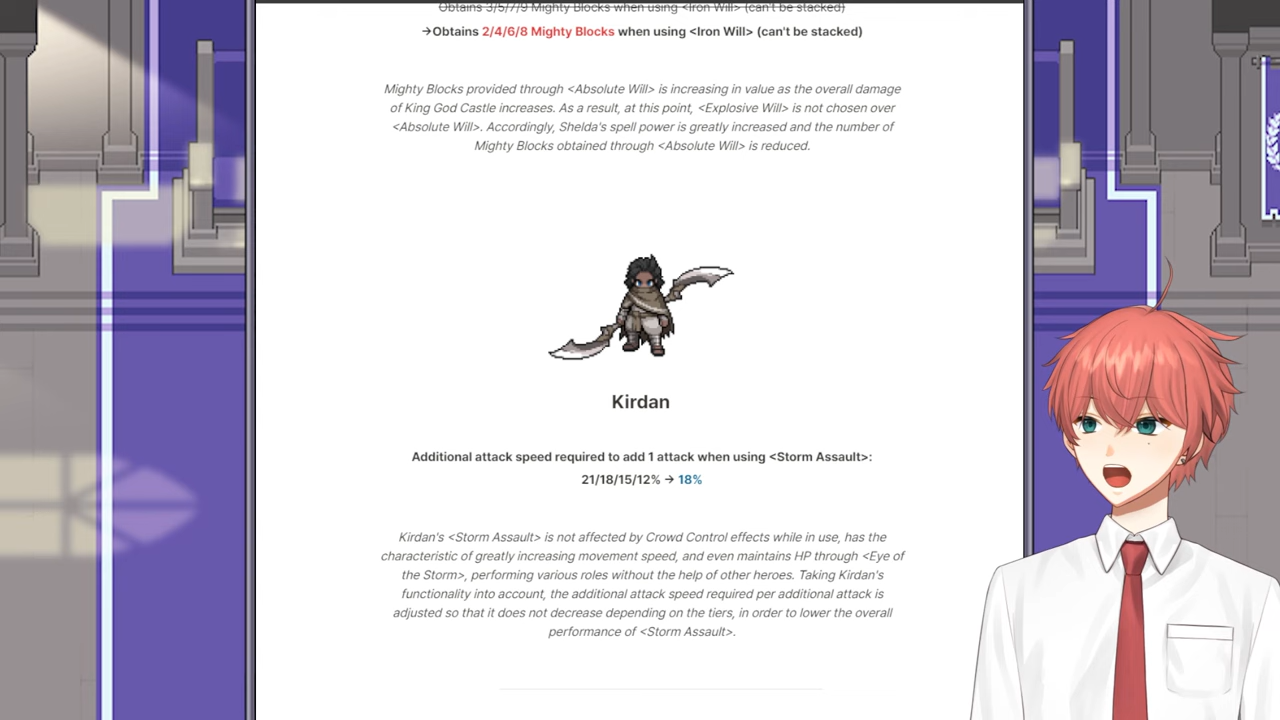 Obtains 3/5/7/9 Mighty Blocks when using <Iron Will> (can't be stacked)
→Obtains 2/4/6/8 Mighty Blocks when using <Iron Will> (can't be stacked)
Mighty Blocks provided through <Absolute Will> is increasing in value as the overall damage
of King God Castle increases. As a result, at this point, <Explosive Will> is not chosen over
<Absolute Will>. Accordingly, Shelda's spell power is greatly increased and the number of
Mighty Blocks obtained through <Absolute Will> is reduced.
Kirdan
Additional attack speed required to add 1 attack when using <Storm Assault>:
21/18/15/12% → 18%
Kirdan's <Storm Assault> is not affected by Crowd Control effects while in use, has the
characteristic of greatly increasing movement speed, and even maintains HP through <Eye of
the Storm>, performing various roles without the help of other heroes. Taking Kirdan's
functionality into account, the additional attack speed required per additional attack is
adjusted so that it does not decrease depending on the tiers, in order to lower the overall
performance of <Storm Assault>.